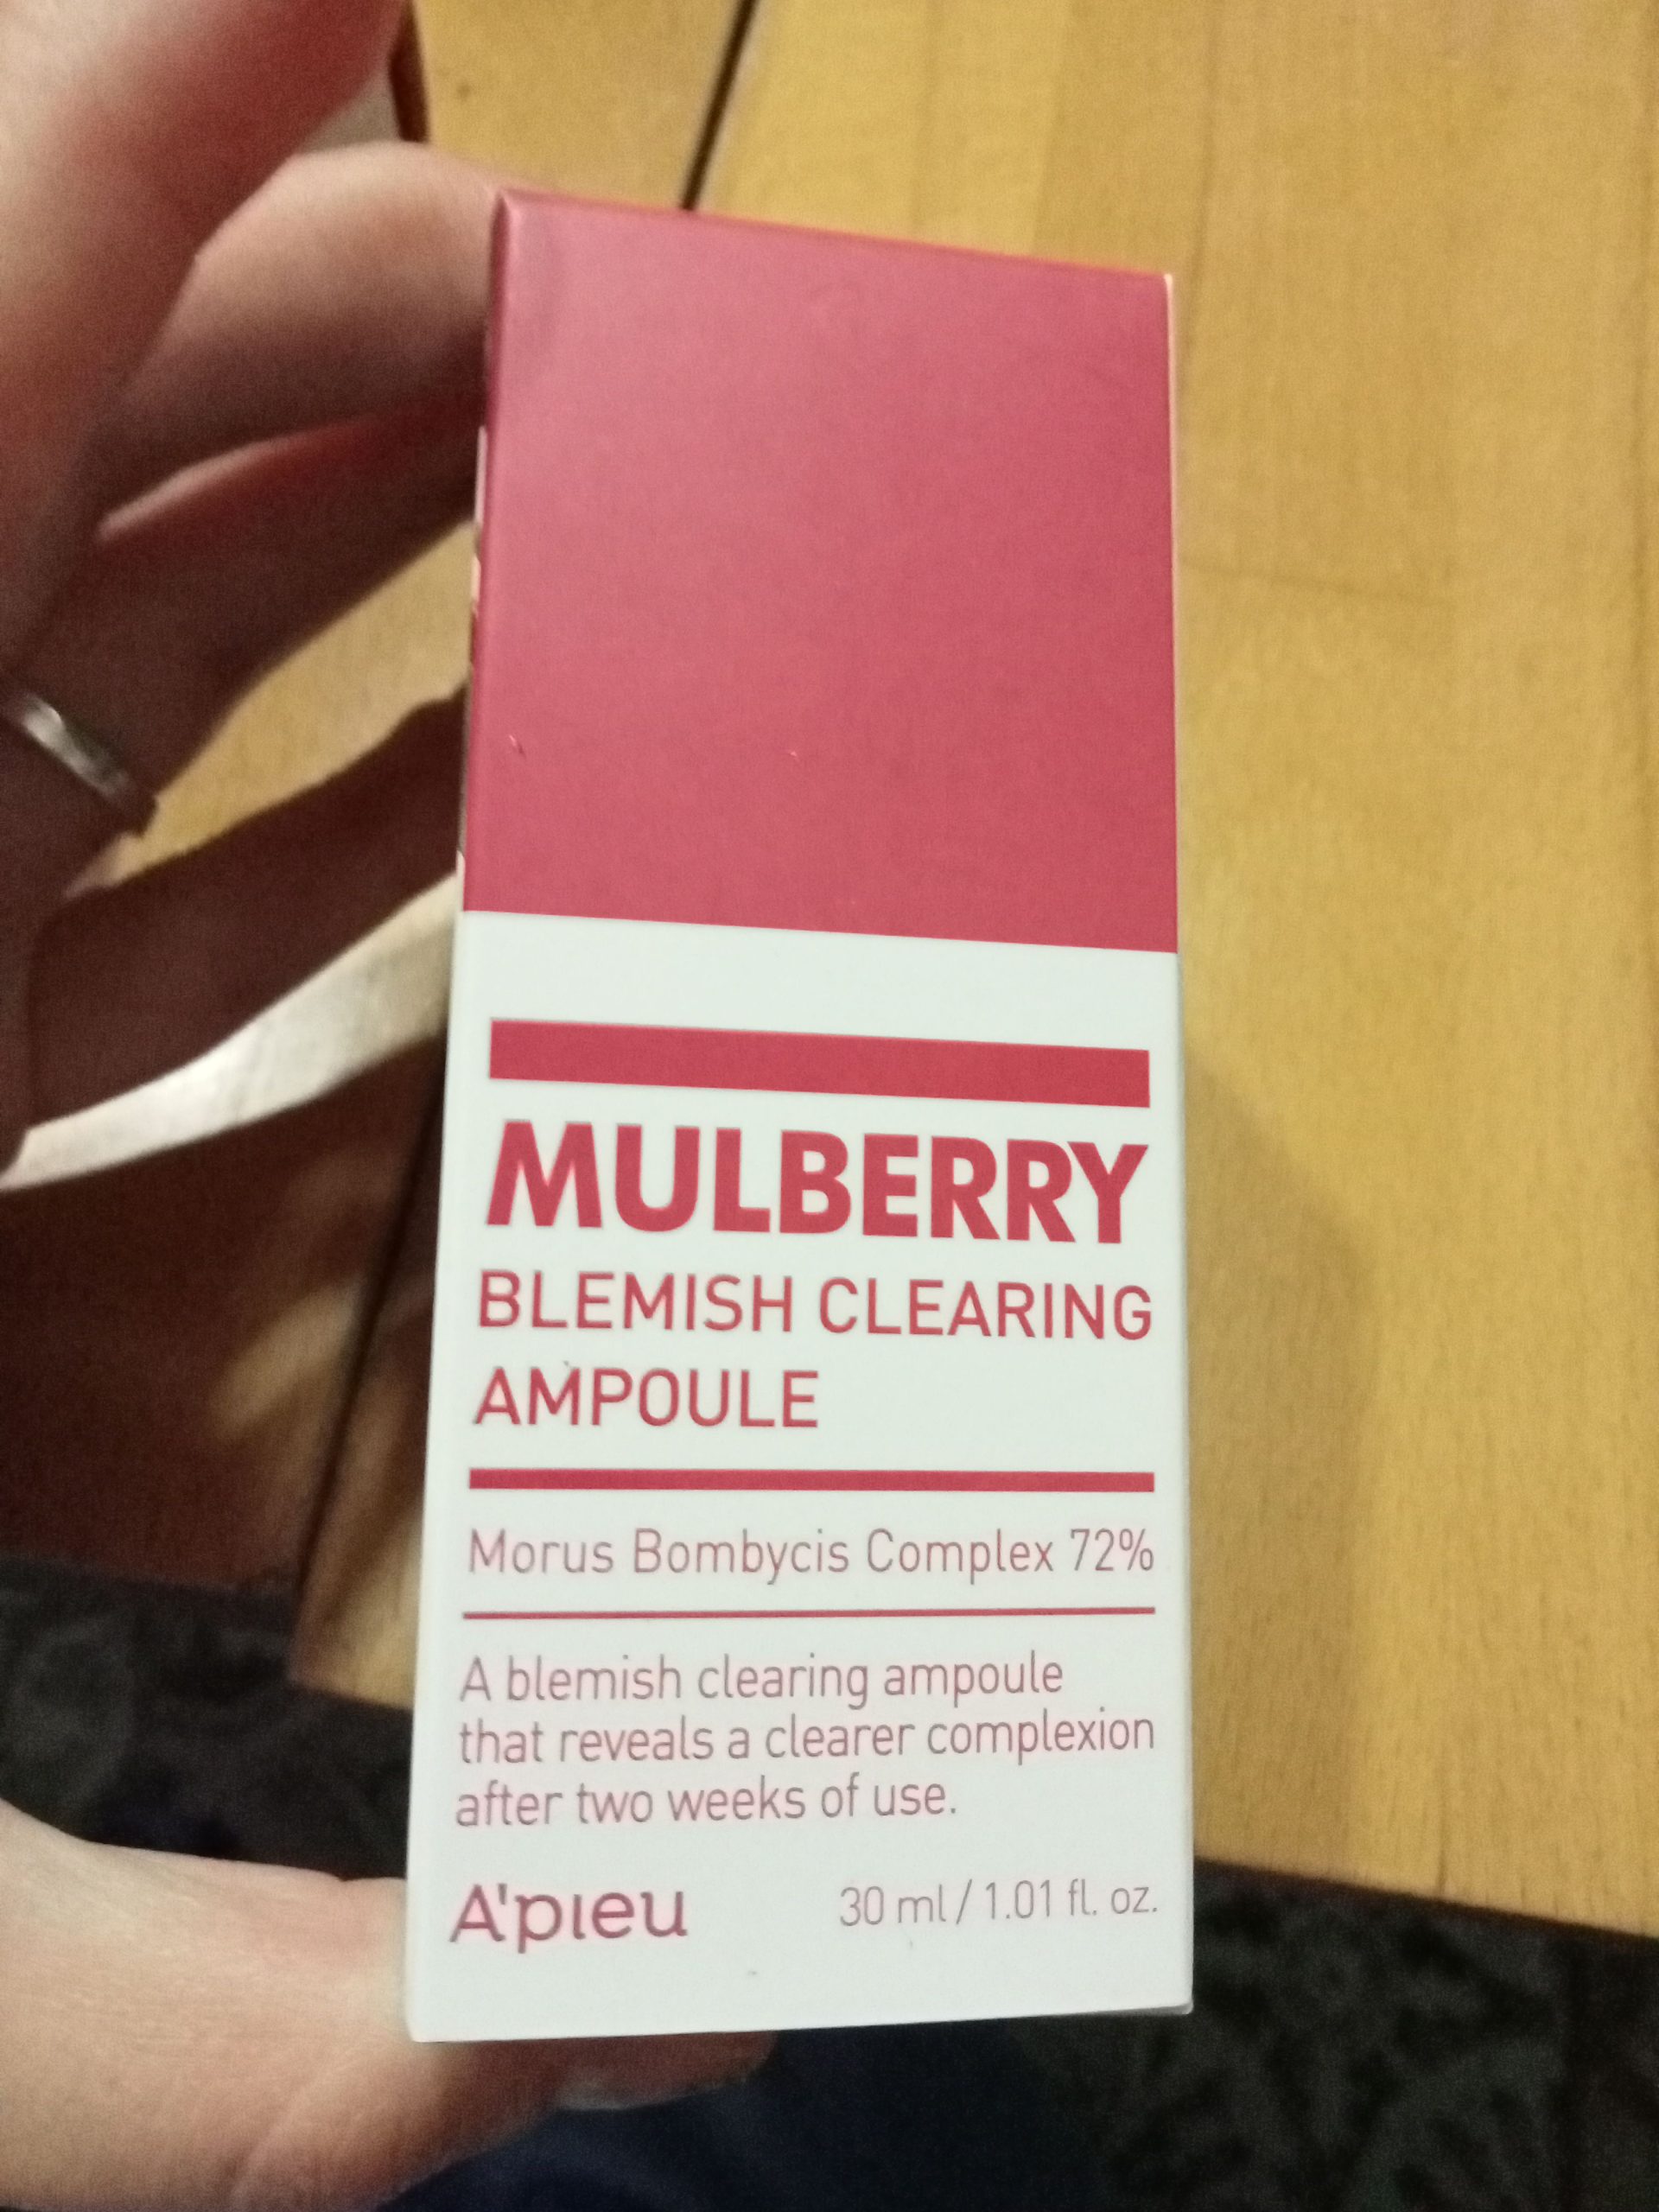 MULBERRY
BLEMISH CLEARING
AMPOULE
Morus Bombycis Complex 72%
A blemish clearing ampoule
that reveals a clearer complexion
after two weeks of use.
A'pieu 30 ml / 1.01 fl. oz.